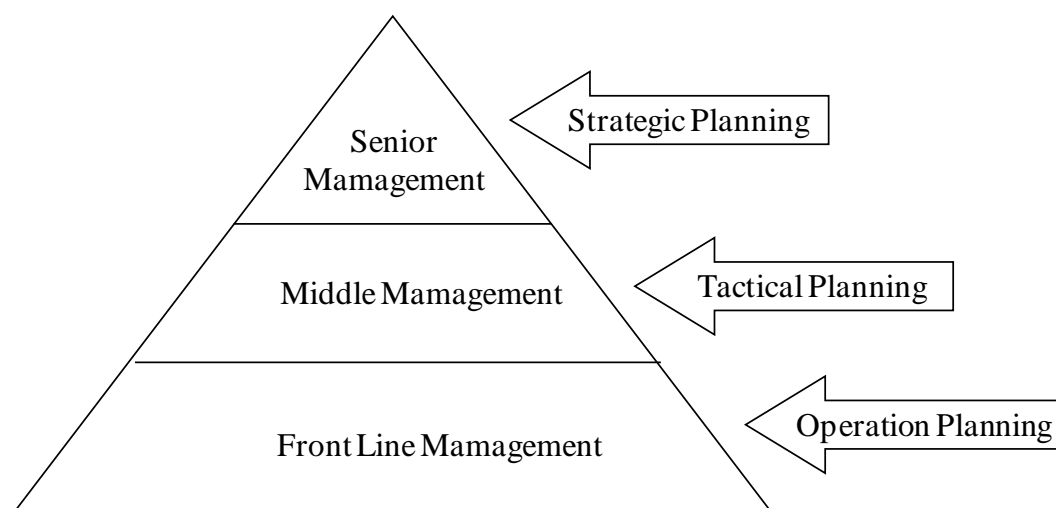 Strategic Planning
Senior
Mamagement
Tactical Planning
Middle Mamagement
Operation Planning
Front Line Mamagement